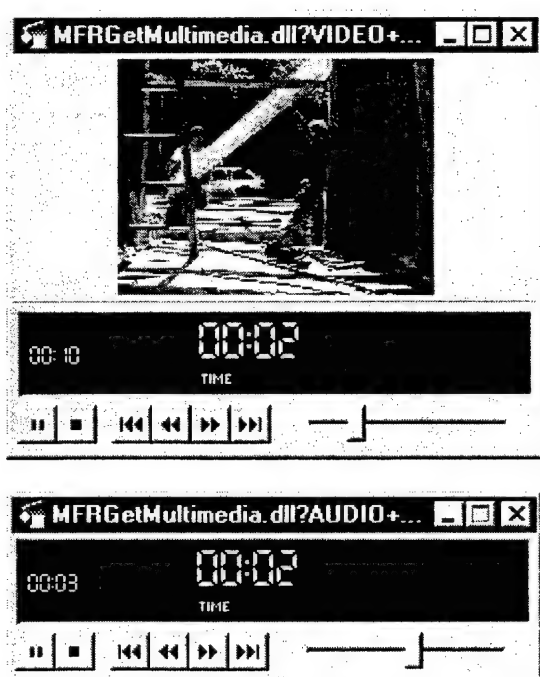 MFRGetMultimedia.dll?VIDEO+...
00:10
00:02
TIME
MFRGetMultimedia.dll?AUDIO+...
00:03
00:02
TIME